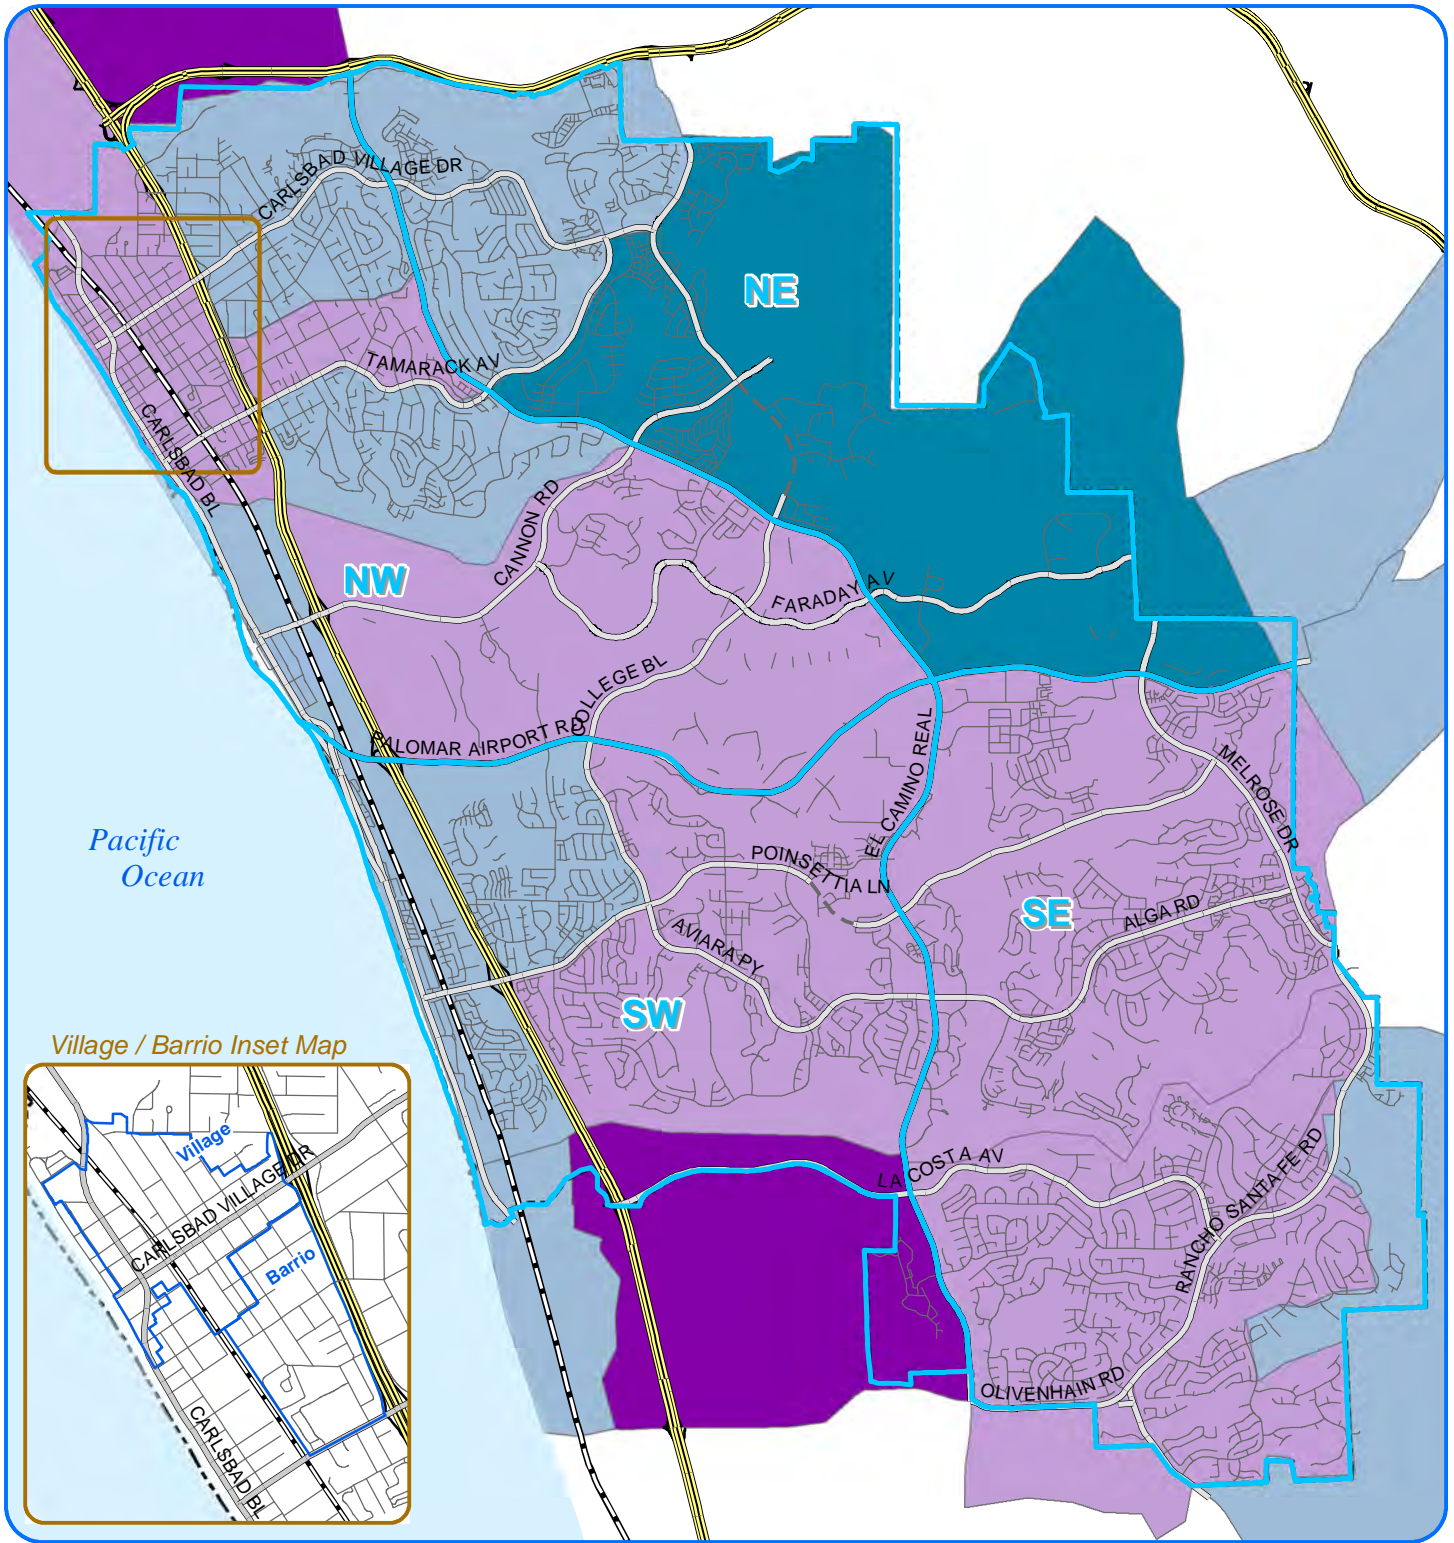 CARLSBAD VILLAGE DR
NE
TAMARACK AV
CARLSBAD BL
CANNON RD
NW
FARADAY AV
COLLEGE BL
PALOMAR AIRPORT RD
EL CAMINO REAL
MELROSE DR
Pacific
Ocean
POINSETTIA LN
SE
ALGA RD
AVIARA PY
SW
Village / Barrio Inset Map
LA COSTA AV
RANCHO SANTA FE RD
OLIVENHAIN RD
Village
CARLSBAD VILLAGE DR
Barrio
CARLSBAD BL